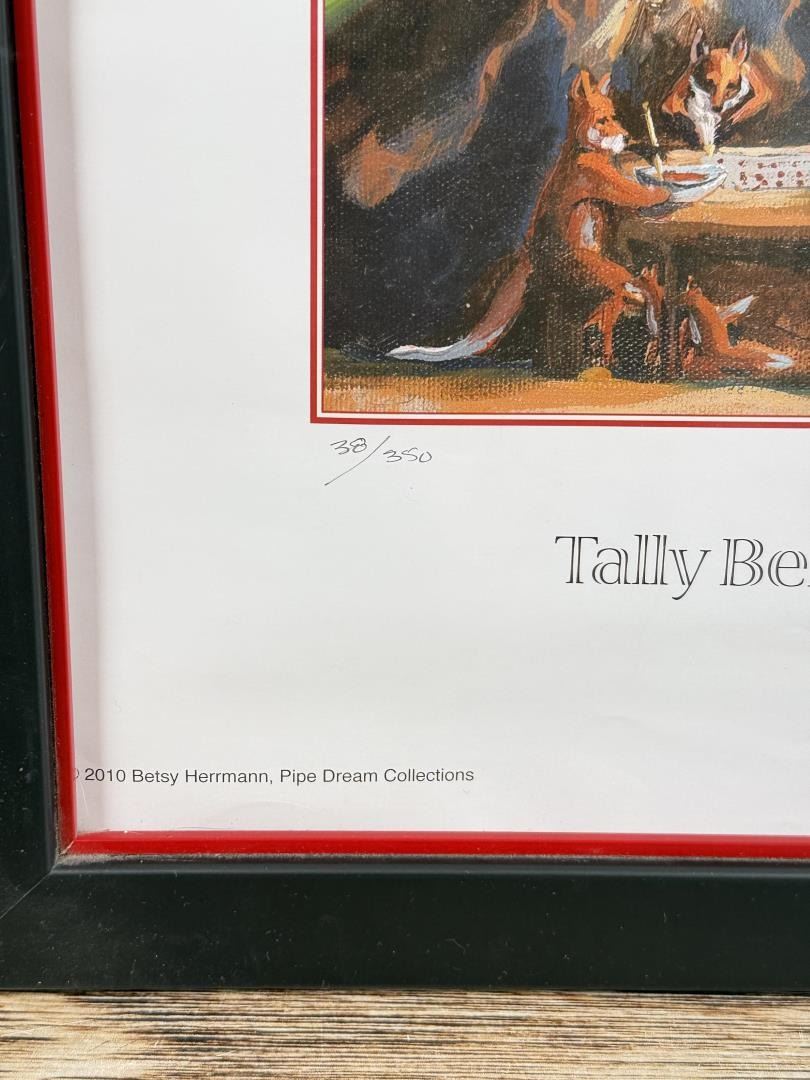 38/350
Tally Be
© 2010 Betsy Herrmann, Pipe Dream Collections